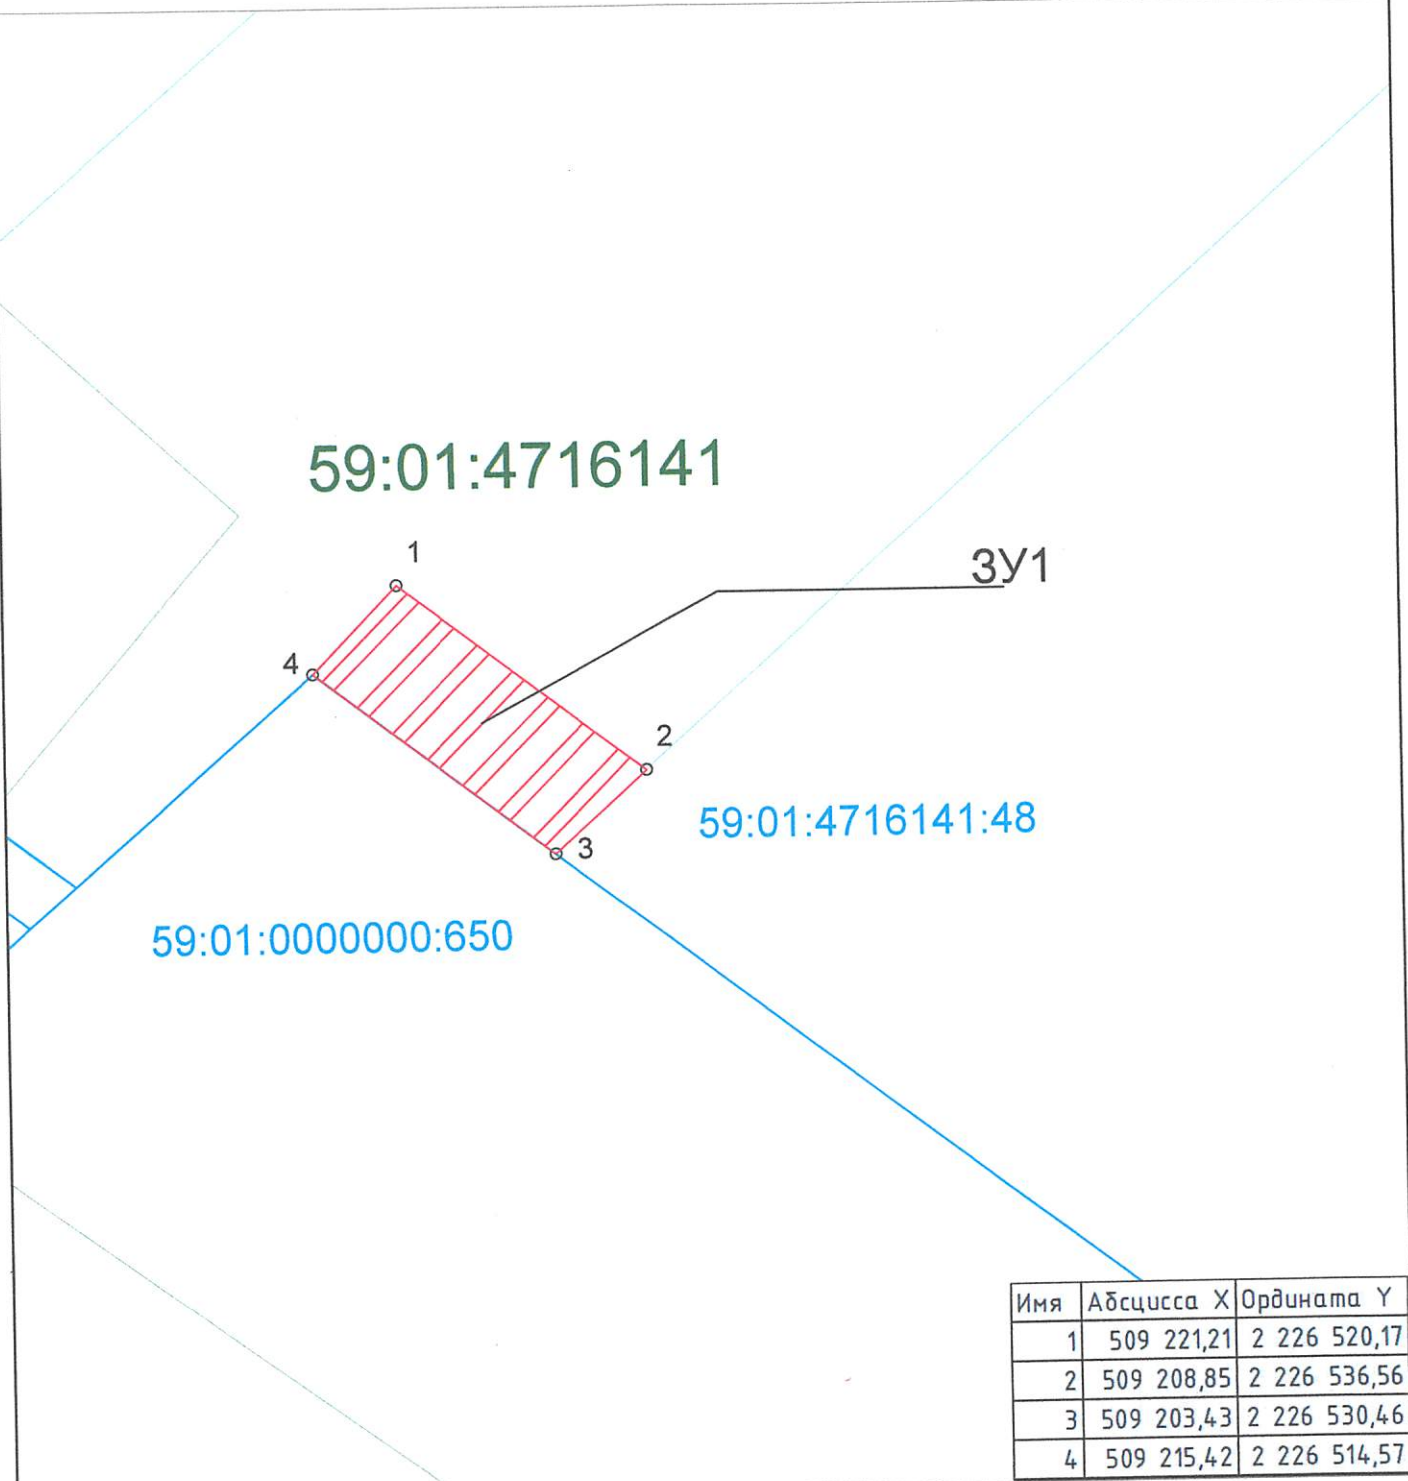 59:01:4716141
1
ЗУ1
4
2
59:01:4716141:48
3
59:01:0000000:650
Имя Абсцисса X Ордината Y
1 509 221,21 2 226 520,17
2 509 208,85 2 226 536,56
3 509 203,43 2 226 530,46
4 509 215,42 2 226 514,57